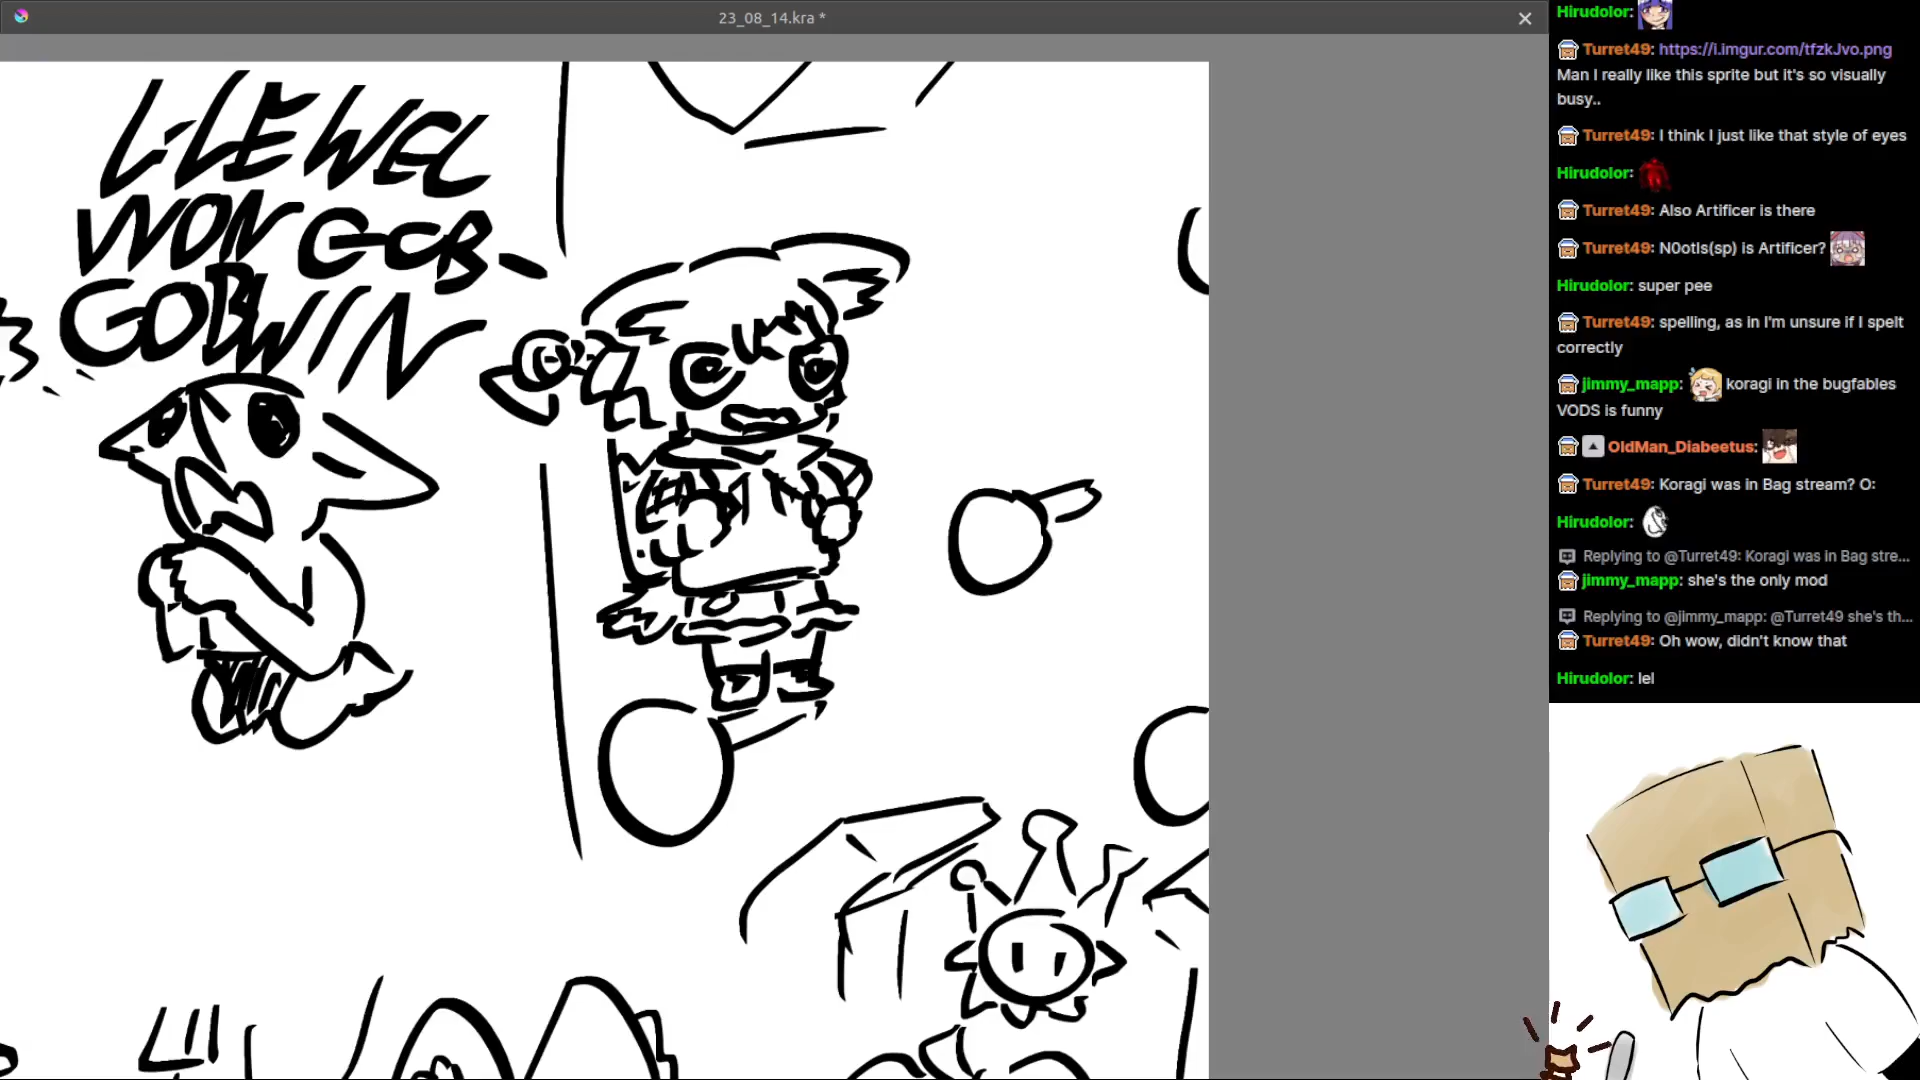 23_08_14.kra *
LLEWEL
WON GOB-
GOBWIN
Hirudolor:
Turret49: https://i.imgur.com/tfzkJvo.png
Man I really like this sprite but it's so visually
busy..
Turret49: I think I just like that style of eyes
Hirudolor:
Turret49: Also Artificer is there
Turret49: N0otls(sp) is Artificer?
Hirudolor: super pee
Turret49: spelling, as in I'm unsure if I spelt
correctly
jimmy_mapp: koragi in the bugfables
VODS is funny
OldMan_Diabeetus:
Turret49: Koragi was in Bag stream? O:
Hirudolor:
Replying to @Turret49: Koragi was in Bag stre...
jimmy_mapp: she's the only mod
Replying to @jimmy_mapp: @Turret49 she's th...
Turret49: Oh wow, didn't know that
Hirudolor: lel